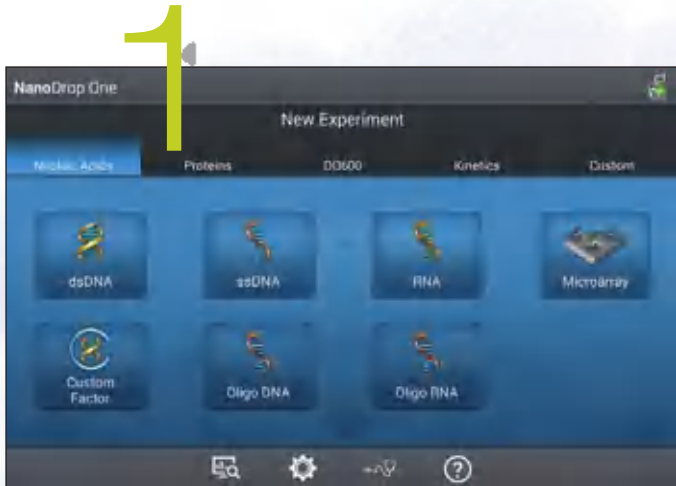 1
NanoDrop One
New Experiment
Nucleic Acids Proteins OD600 Kinetics Custom
dsDNA ssDNA RNA Microarray
Custom Factor Oligo DNA Oligo RNA
?